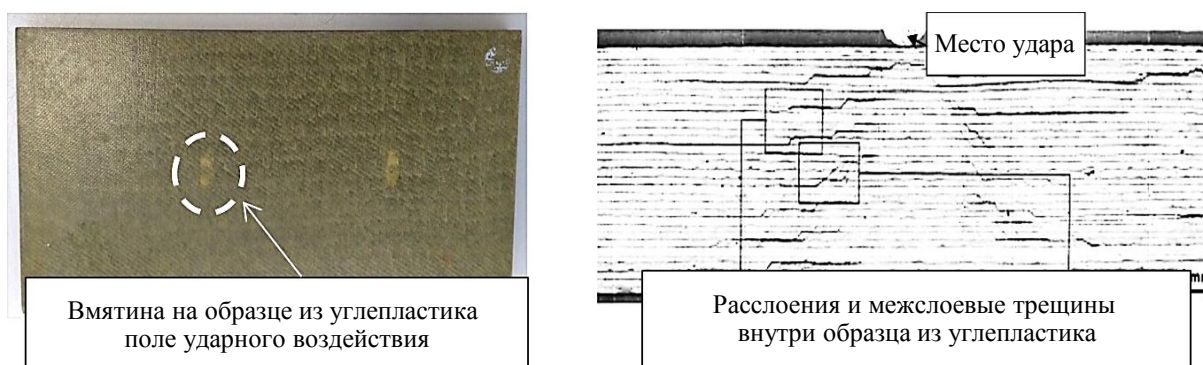 Место удара
Вмятина на образце из углепластика
поле ударного воздействия
Расслоения и межслоевые трещины
внутри образца из углепластика